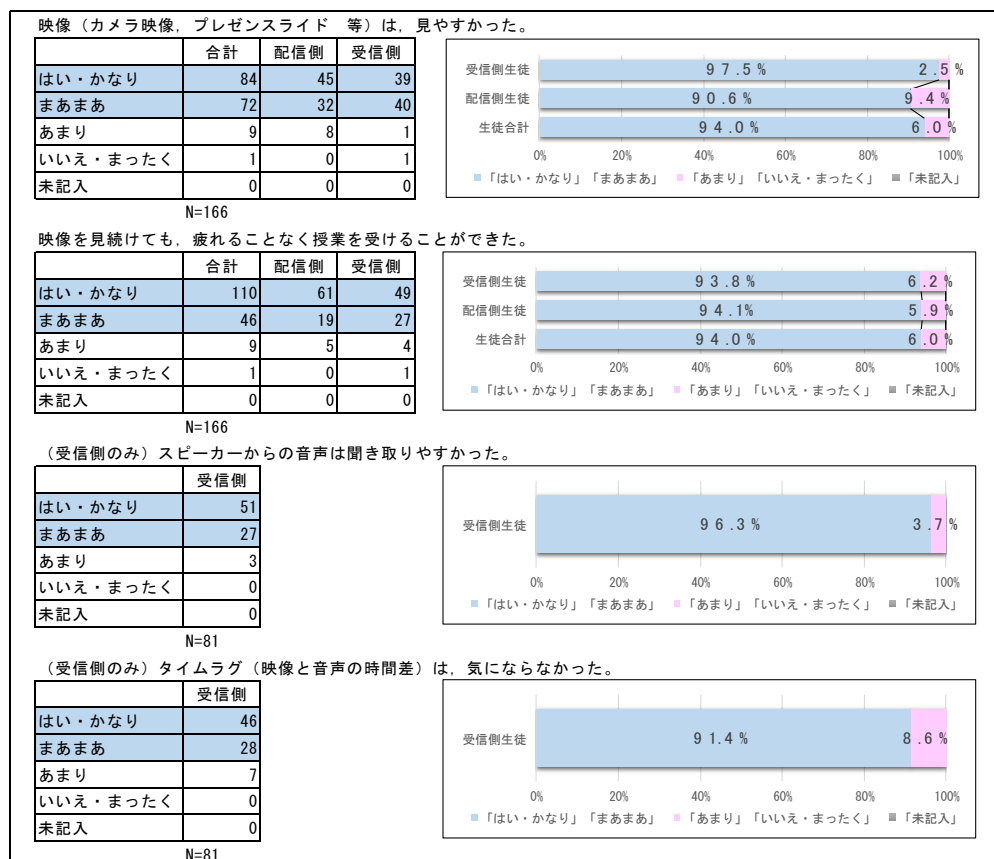 映像（カメラ映像，プレゼンスライド　等）は，見やすかった。
合計 配信側 受信側
はい・かなり 84 45 39
まあまあ 72 32 40
あまり 9 8 1
いいえ・まったく 1 0 1
未記入 0 0 0
N=166
受信側生徒 97.5% 2.5%
配信側生徒 90.6% 9.4%
生徒合計 94.0% 6.0%
0% 20% 40% 60% 80% 100%
「はい・かなり」「まあまあ」 「あまり」「いいえ・まったく」 「未記入」
映像を見続けても，疲れることなく授業を受けることができた。
合計 配信側 受信側
はい・かなり 110 61 49
まあまあ 46 19 27
あまり 9 5 4
いいえ・まったく 1 0 1
未記入 0 0 0
N=166
受信側生徒 93.8% 6.2%
配信側生徒 94.1% 5.9%
生徒合計 94.0% 6.0%
0% 20% 40% 60% 80% 100%
「はい・かなり」「まあまあ」 「あまり」「いいえ・まったく」 「未記入」
（受信側のみ）スピーカーからの音声は聞き取りやすかった。
受信側
はい・かなり 51
まあまあ 27
あまり 3
いいえ・まったく 0
未記入 0
N=81
受信側生徒 96.3% 3.7%
0% 20% 40% 60% 80% 100%
「はい・かなり」「まあまあ」 「あまり」「いいえ・まったく」 「未記入」
（受信側のみ）タイムラグ（映像と音声の時間差）は，気にならなかった。
受信側
はい・かなり 46
まあまあ 28
あまり 7
いいえ・まったく 0
未記入 0
N=81
受信側生徒 91.4% 8.6%
0% 20% 40% 60% 80% 100%
「はい・かなり」「まあまあ」 「あまり」「いいえ・まったく」 「未記入」